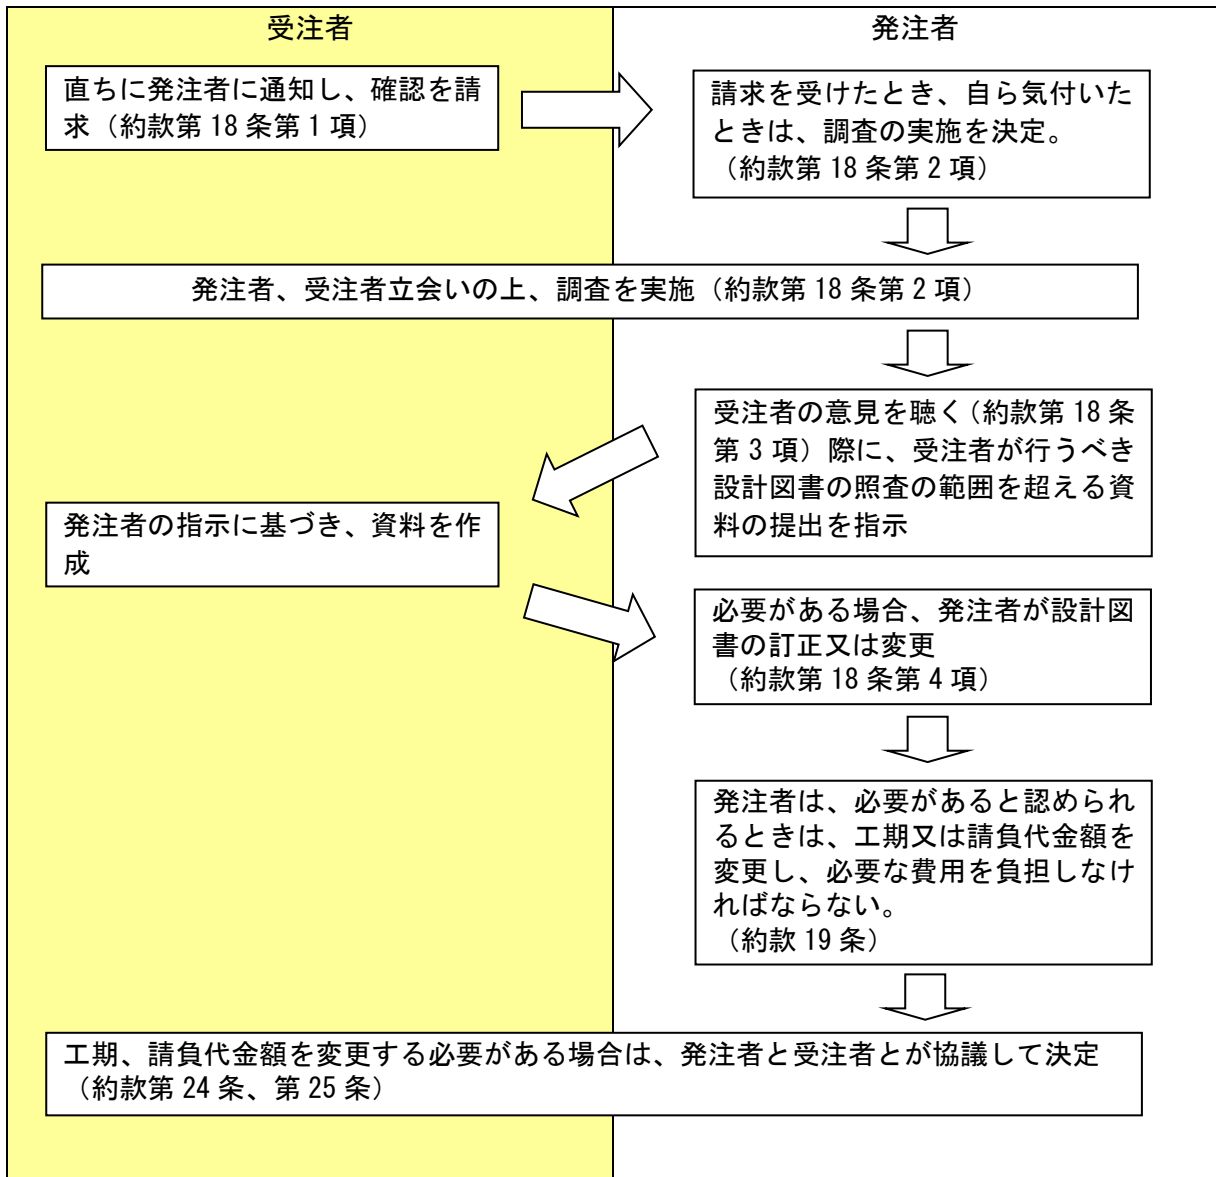 受注者
発注者
直ちに発注者に通知し、確認を請
求（約款第 18 条第 1 項）
請求を受けたとき、自ら気付いた
ときは、調査の実施を決定。
（約款第 18 条第 2 項）
発注者、受注者立会いの上、調査を実施（約款第 18 条第 2 項）
受注者の意見を聴く（約款第 18 条
第 3 項）際に、受注者が行うべき
設計図書の照査の範囲を超える資
料の提出を指示
発注者の指示に基づき、資料を作
成
必要がある場合、発注者が設計図
書の訂正又は変更
（約款第 18 条第 4 項）
発注者は、必要があると認められ
るときは、工期又は請負代金額を
変更し、必要な費用を負担しなけ
ればならない。
（約款 19 条）
工期、請負代金額を変更する必要がある場合は、発注者と受注者とが協議して決定
（約款第 24 条、第 25 条）